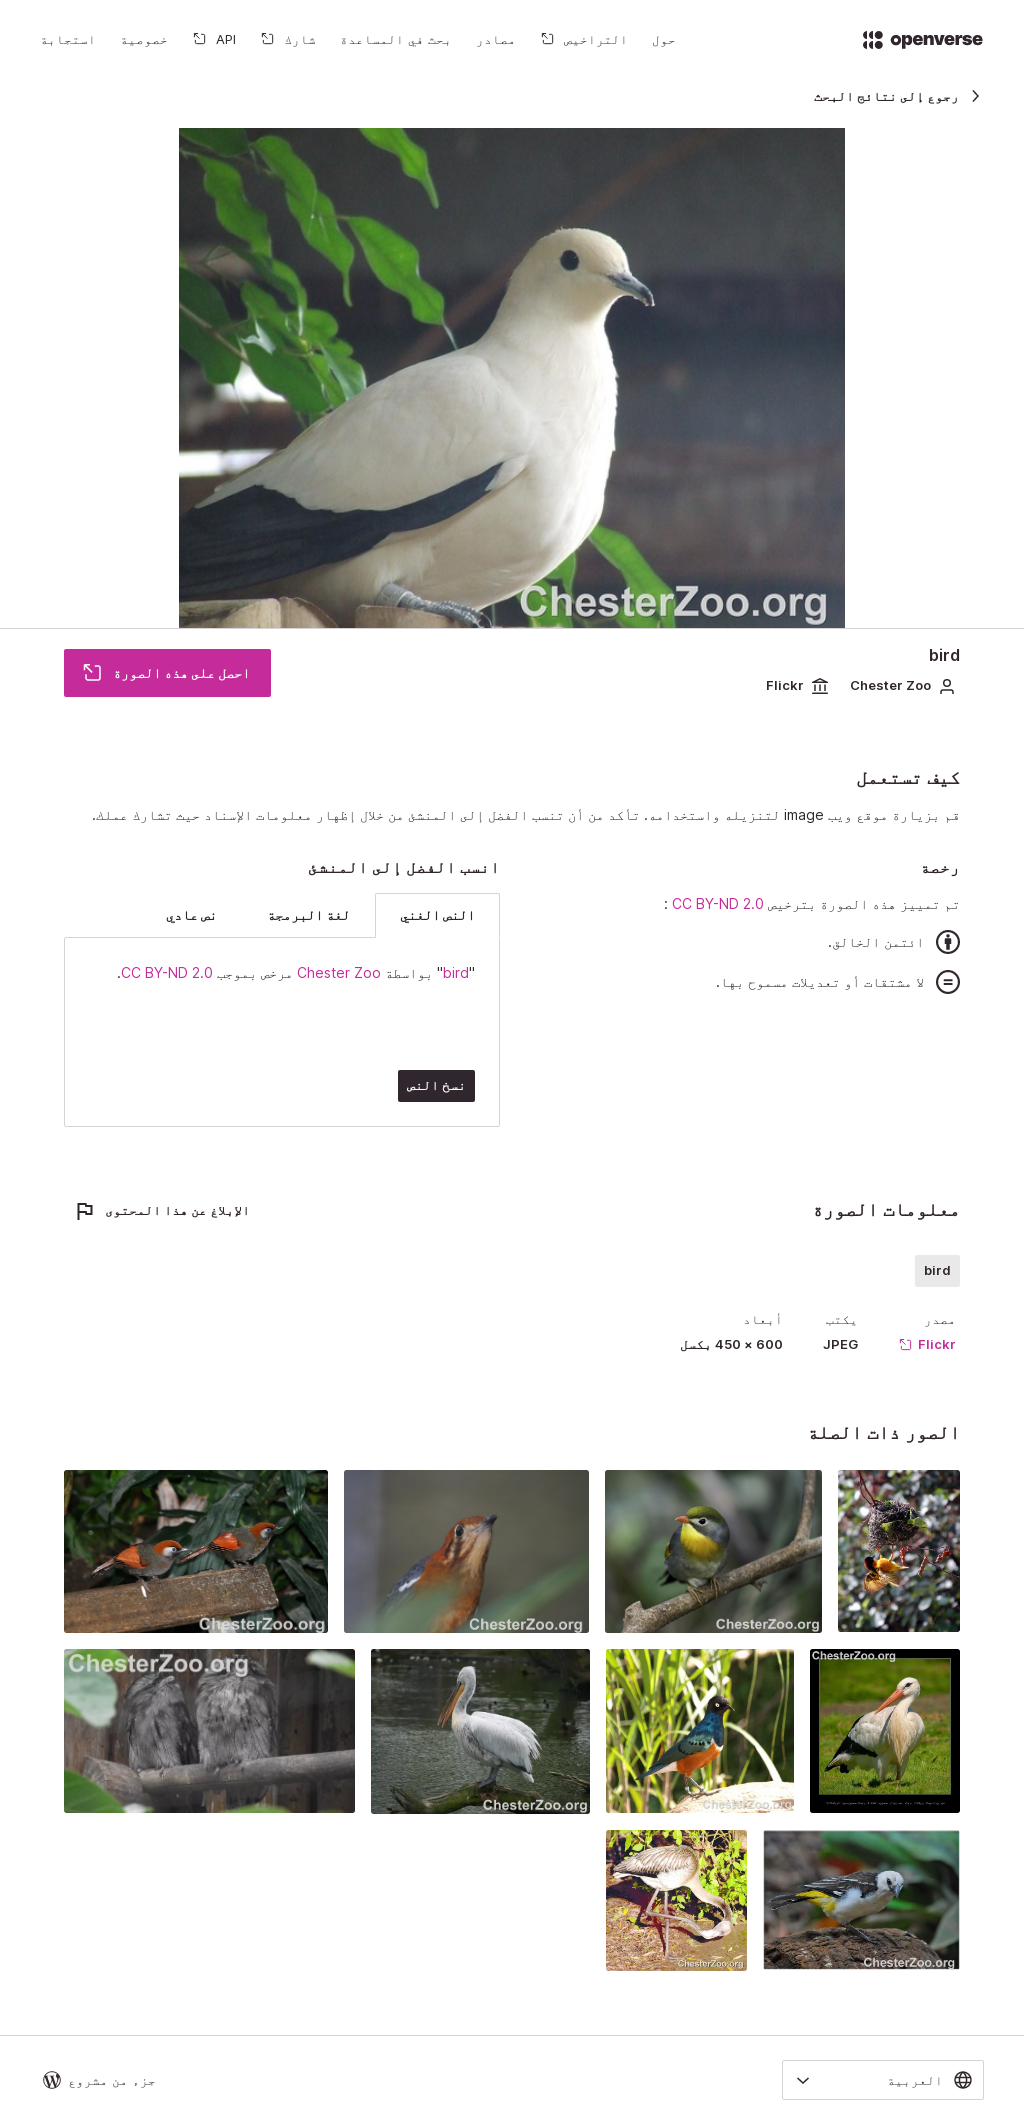 openverse
حول
التراخيص
مصادر
بحث في المساعدة
شارك
API
خصوصية
استجابة
رجوع إلى نتائج البحث
ChesterZoo.org
bird
Chester Zoo
Flickr
احصل على هذه الصورة
كيف تستعمل
قم بزيارة موقع ويب image لتنزيله واستخدامه. تأكد من أن تنسب الفضل إلى المنشئ من خلال إظهار معلومات الإسناد حيث تشارك عملك.
رخصة
تم تمييز هذه الصورة بترخيص CC BY-ND 2.0 :
ائتمن الخالق.
لا مشتقات أو تعديلات مسموح بها.
انسب الفضل إلى المنشئ
النص الغني
لغة البرمجة
نص عادي
"bird" بواسطة Chester Zoo مرخص بموجب CC BY-ND 2.0.
نسخ النص
معلومات الصورة
الإبلاغ عن هذا المحتوى
bird
مصدر
Flickr
يكتب
JPEG
أبعاد
600 × 450 بكسل
الصور ذات الصلة
ChesterZoo.org
ChesterZoo.org
ChesterZoo.org
ChesterZoo.org
ChesterZoo.org
ChesterZoo.org
ChesterZoo.org
ChesterZoo.org
ChesterZoo.org
العربية
جزء من مشروع